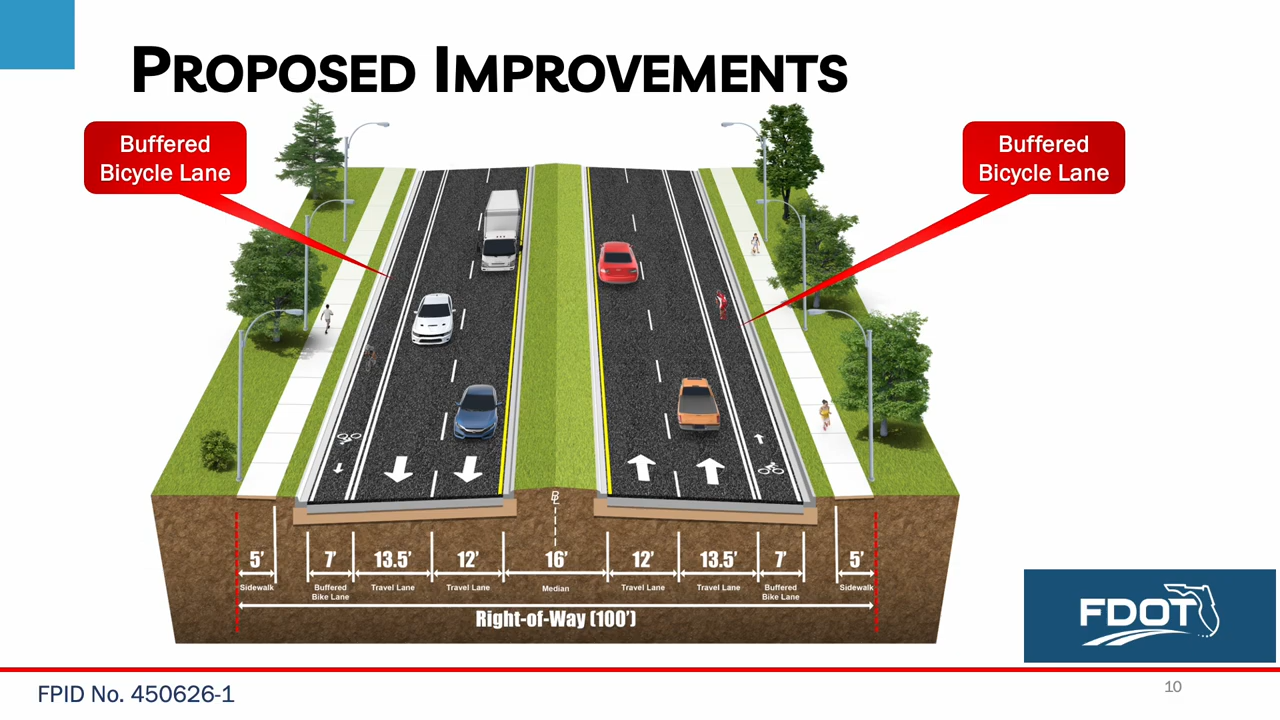 PROPOSED IMPROVEMENTS
Buffered
Bicycle Lane
Buffered
Bicycle Lane
BL
5' 7' 13.5' 12' 16' 12' 13.5' 7' 5'
Sidewalk Buffered Travel Lane Travel Lane Median Travel Lane Travel Lane Buffered Sidewalk
Bike Lane Bike Lane
Right-of-Way (100')
FDOT
FPID No. 450626-1
10